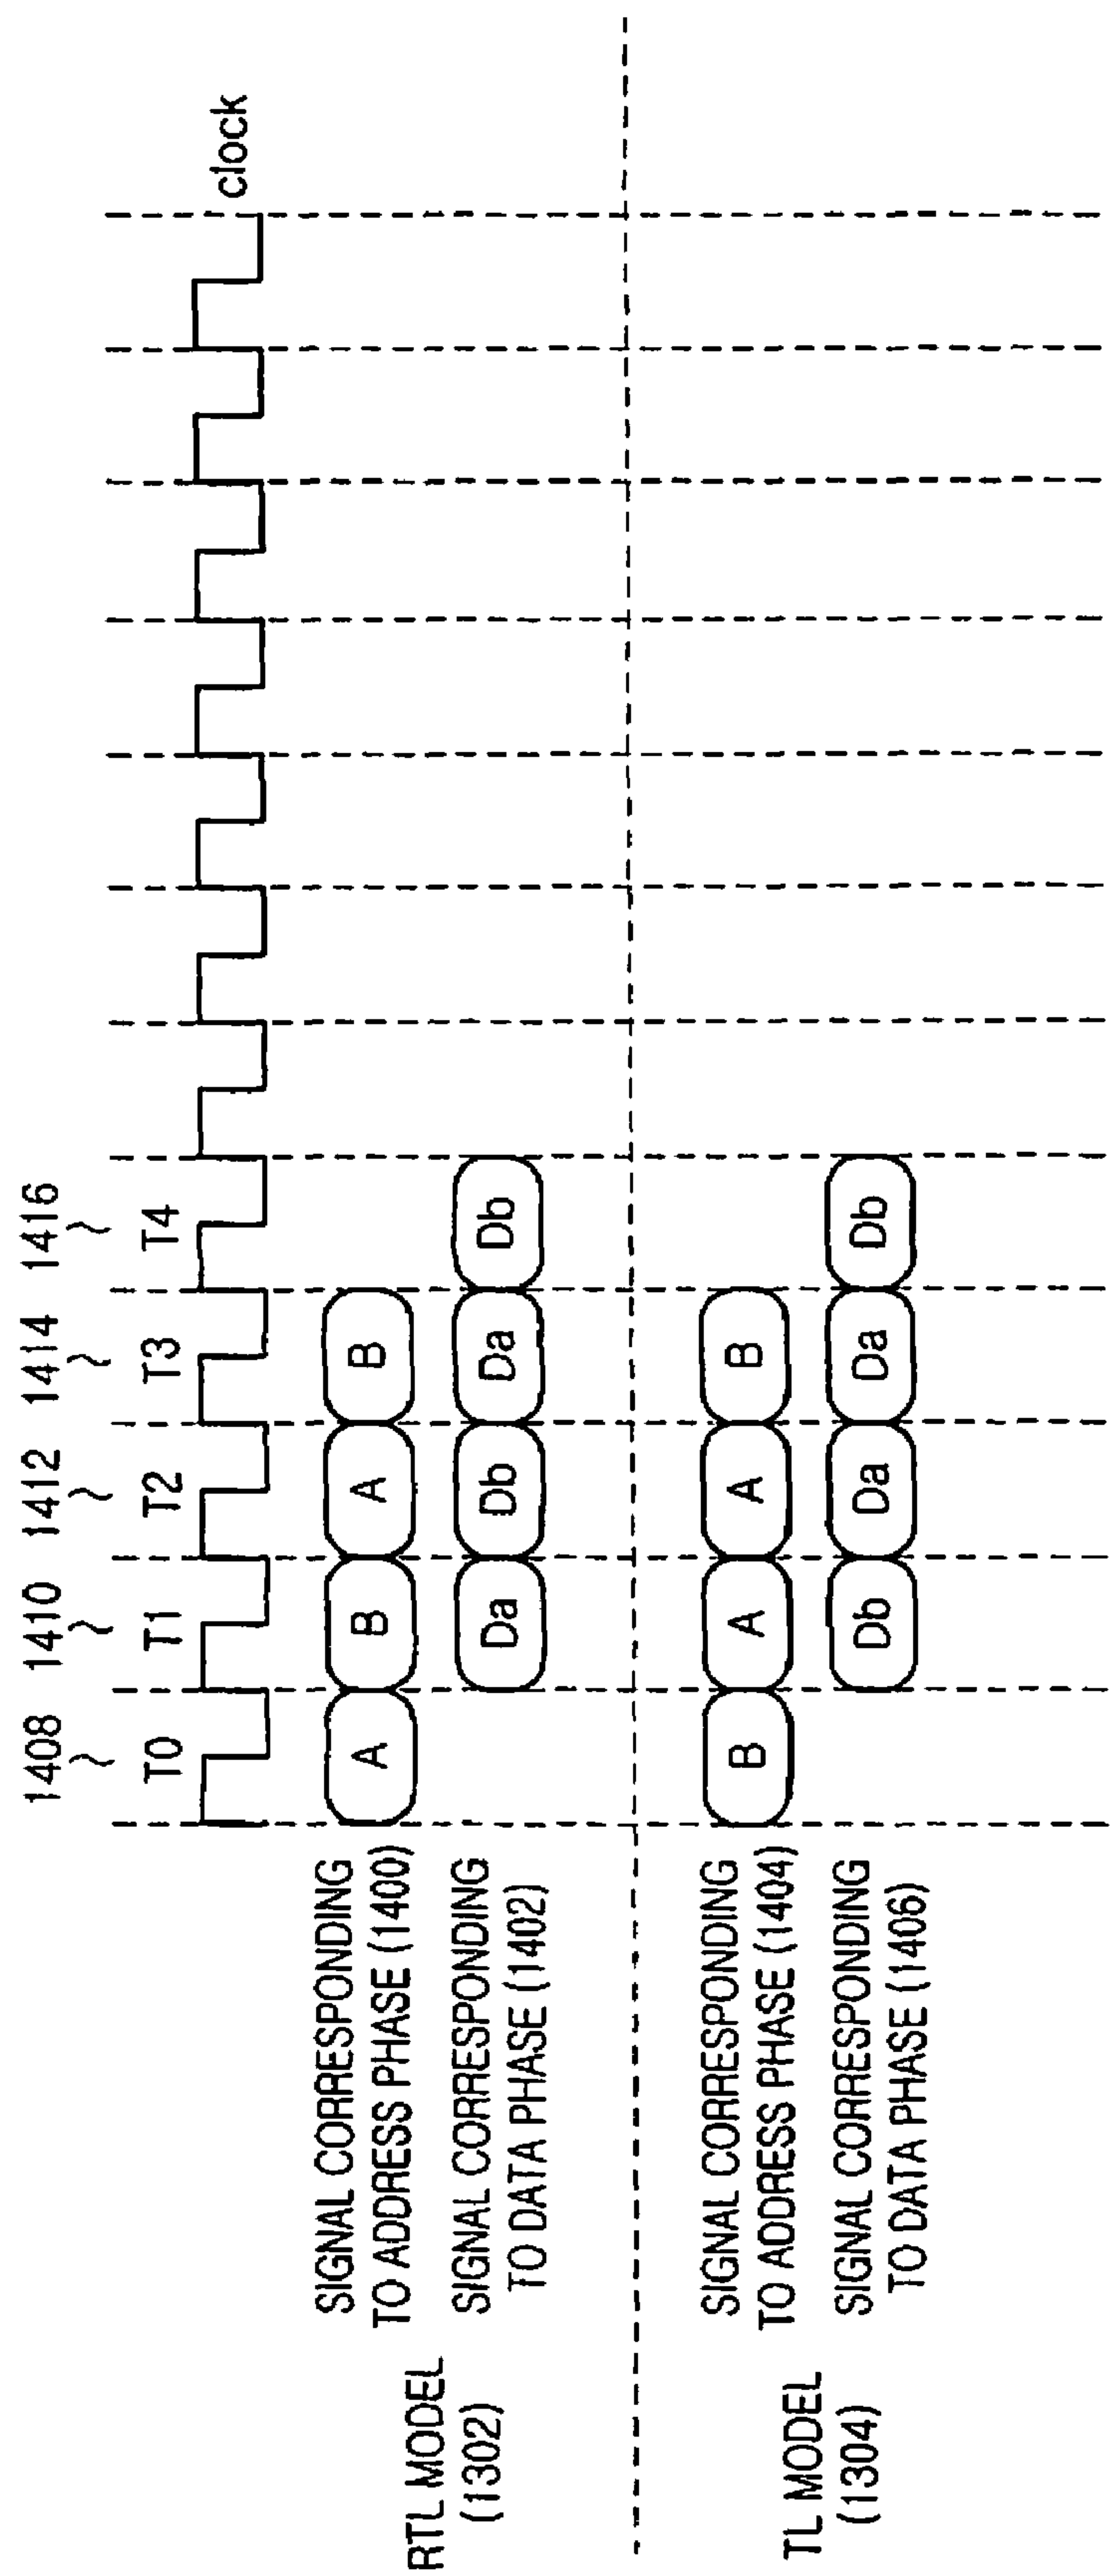 1408 1410 1412 1414 1416
T0 T1 T2 T3 T4
clock
RTL MODEL
(1302)
SIGNAL CORRESPONDING
TO ADDRESS PHASE (1400)
A B A B
SIGNAL CORRESPONDING
TO DATA PHASE (1402)
Da Db Da Db
TL MODEL
(1304)
SIGNAL CORRESPONDING
TO ADDRESS PHASE (1404)
B A A B
SIGNAL CORRESPONDING
TO DATA PHASE (1406)
Db Da Da Db